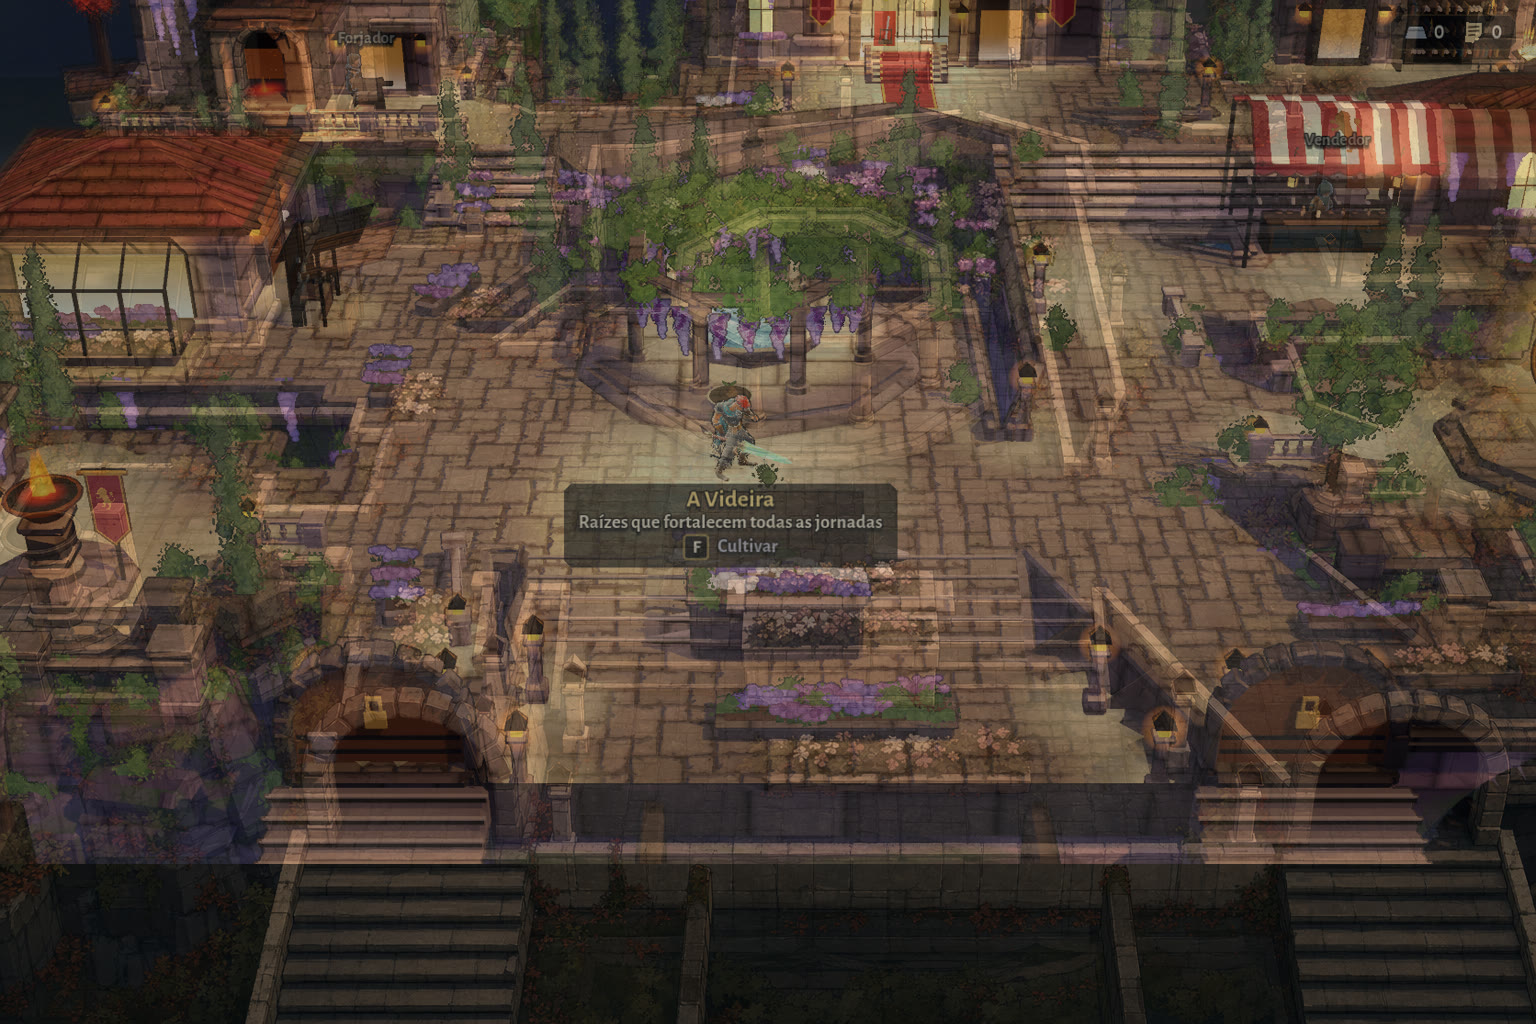 Forjador
0 0
Vendedor
A Videira
Raízes que fortalecem todas as jornadas
F Cultivar